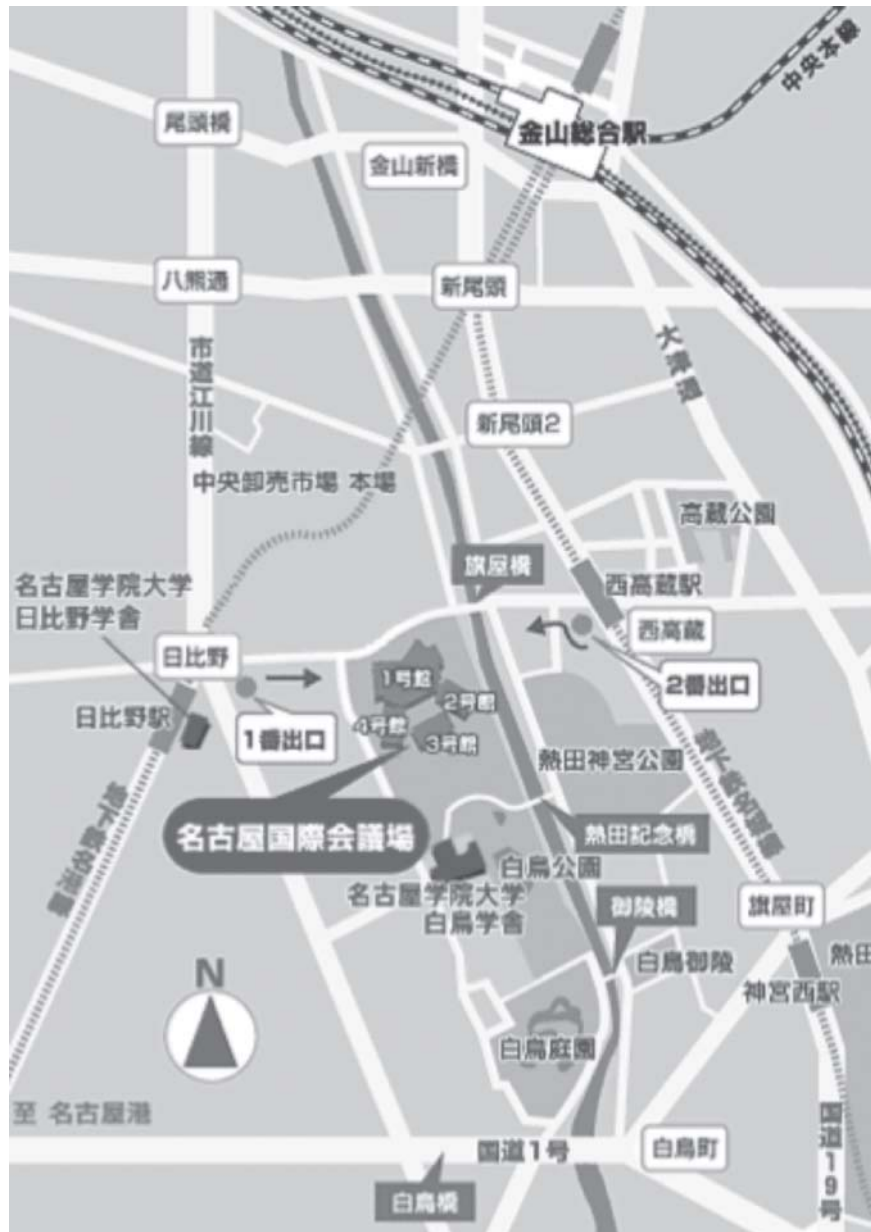 中央本線
尾頭橋
金山総合駅
金山新橋
八熊通
新尾頭
市道江川線
大津通
新尾頭2
中央卸売市場 本場
高蔵公園
旗屋橋
名古屋学院大学
日比野学舎
西高蔵駅
日比野
西高蔵
1号館
2号館
2番出口
4号館
3号館
日比野駅
1番出口
熱田神宮公園
地下鉄名港線
地下鉄名城線
名古屋国際会議場
熱田記念橋
白鳥公園
名古屋学院大学
白鳥学舎
御陵橋
旗屋町
白鳥御陵
熱田
N
神宮西駅
白鳥庭園
至 名古屋港
国道1号
白鳥町
国道19号
白鳥橋